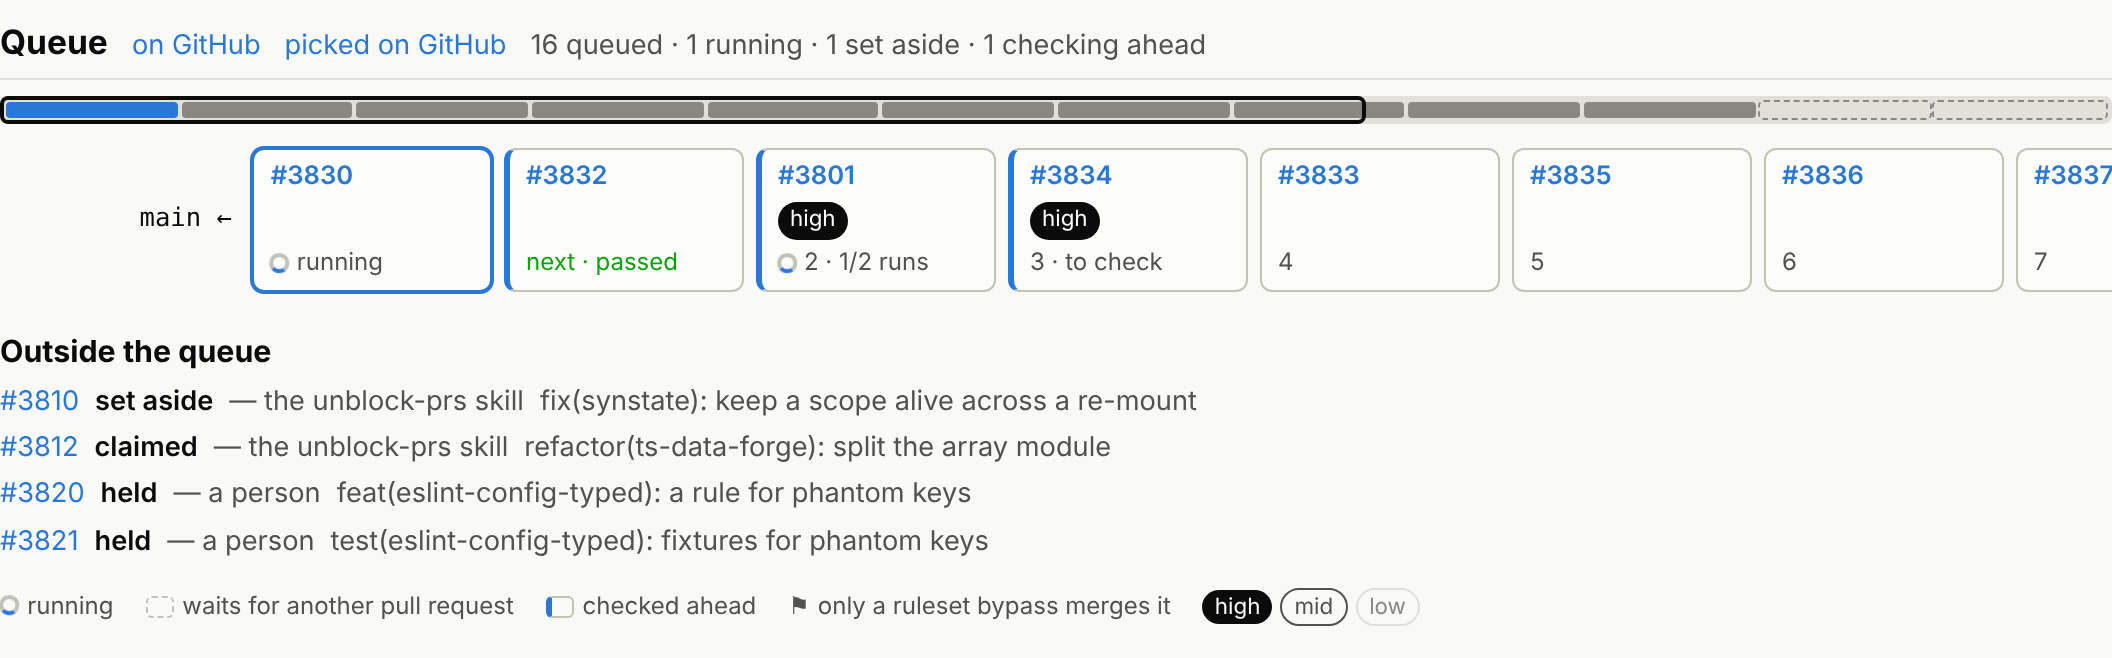 Queue on GitHub picked on GitHub 16 queued · 1 running · 1 set aside · 1 checking ahead
#3830 #3832 #3801 #3834 #3833 #3835 #3836 #3837
high high
main ←
running next · passed 2 · 1/2 runs 3 · to check 4 5 6 7
Outside the queue
#3810 set aside — the unblock-prs skill fix(synstate): keep a scope alive across a re-mount
#3812 claimed — the unblock-prs skill refactor(ts-data-forge): split the array module
#3820 held — a person feat(eslint-config-typed): a rule for phantom keys
#3821 held — a person test(eslint-config-typed): fixtures for phantom keys
running waits for another pull request checked ahead only a ruleset bypass merges it high mid low